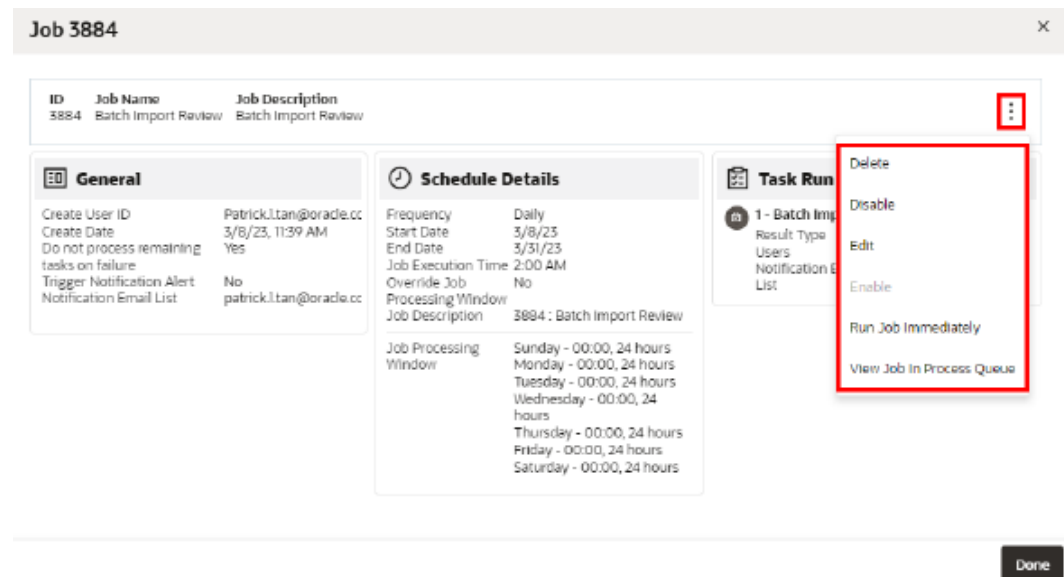 Job 3884
×
ID Job Name Job Description
3884 Batch Import Review Batch Import Review
General
Create User ID Patrick.l.tan@oracle.cc
Create Date 3/8/23, 11:39 AM
Do not process remaining Yes
tasks on failure
Trigger Notification Alert No
Notification Email List patrick.l.tan@oracle.cc
Schedule Details
Frequency Daily
Start Date 3/8/23
End Date 3/31/23
Job Execution Time 2:00 AM
Override Job No
Processing Window
Job Description 3884 : Batch Import Review
Job Processing Sunday - 00:00, 24 hours
Window Monday - 00:00, 24 hours
Tuesday - 00:00, 24 hours
Wednesday - 00:00, 24
hours
Thursday - 00:00, 24 hours
Friday - 00:00, 24 hours
Saturday - 00:00, 24 hours
Task Run
1 - Batch Imp
Result Type
Users
Notification E
List
Delete
Disable
Edit
Enable
Run Job Immediately
View Job In Process Queue
Done